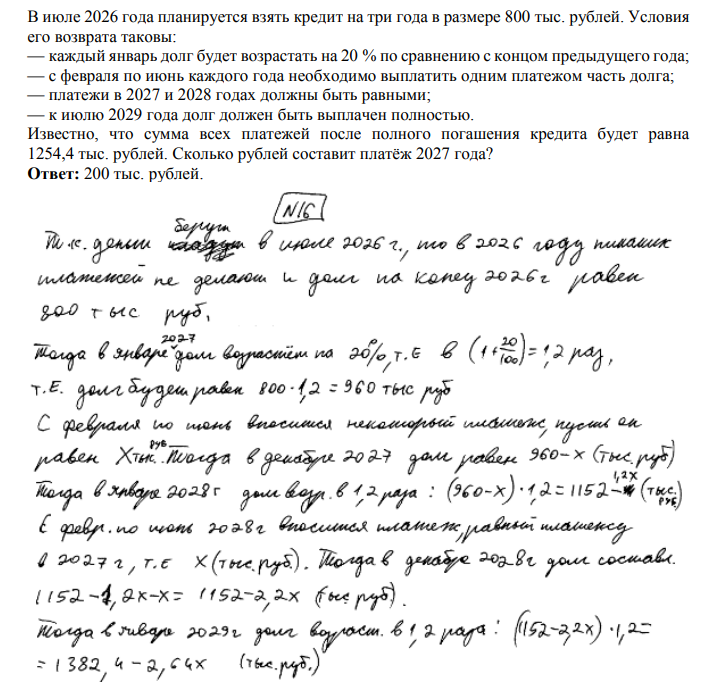 В июле 2026 года планируется взять кредит на три года в размере 800 тыс. рублей. Условия
его возврата таковы:
— каждый январь долг будет возрастать на 20 % по сравнению с концом предыдущего года;
— с февраля по июнь каждого года необходимо выплатить одним платежом часть долга;
— платежи в 2027 и 2028 годах должны быть равными;
— к июлю 2029 года долг должен быть выплачен полностью.
Известно, что сумма всех платежей после полного погашения кредита будет равна
1254,4 тыс. рублей. Сколько рублей составит платёж 2027 года?
Ответ: 200 тыс. рублей.
N16
Т.к. деньги берут в июле 2026 г., то в 2026 году никаких
платежей не делают и долг на конец 2026 г равен
800 тыс руб.
Тогда в январе 2027 долг возрастёт на 20%, т.е в (1+20/100)=1,2 раз,
т.е. долг будет равен 800·1,2=960 тыс руб
С февраля по июнь вносится некоторый платеж, пусть он
равен X тыс. руб. Тогда в декабре 2027 долг равен 960-x (тыс. руб)
Тогда в январе 2028г долг возр. в 1,2 раза: (960-x)·1,2=1152-1,2x (тыс. руб.)
С февр. по июнь 2028г вносится платеж, равный платежу
в 2027г, т.е X (тыс. руб.). Тогда в декабре 2028г долг составл.
1152-1,2x-x= 1152-2,2x (тыс руб).
Тогда в январе 2029г долг возраст. в 1,2 раза: (1152-2,2x)·1,2=
=1382,4-2,64x (тыс.руб.)